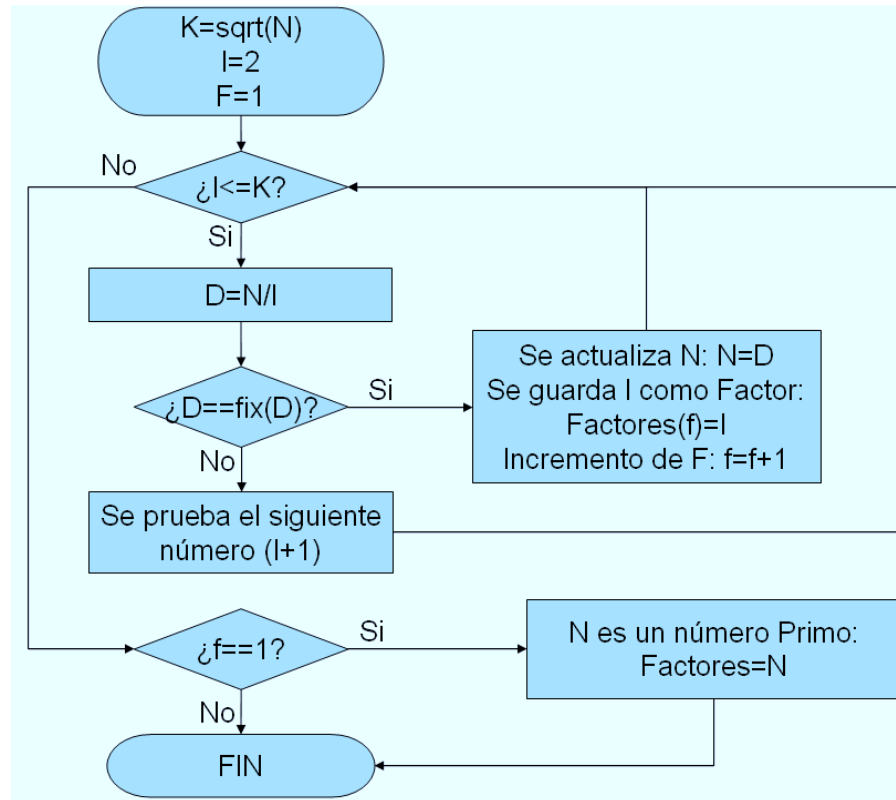 K=sqrt(N)
I=2
F=1
No
¿I<=K?
Si
D=N/I
¿D==fix(D)?
Si
Se actualiza N: N=D
Se guarda I como Factor:
Factores(f)=I
Incremento de F: f=f+1
No
Se prueba el siguiente
número (I+1)
¿f==1?
Si
N es un número Primo:
Factores=N
No
FIN